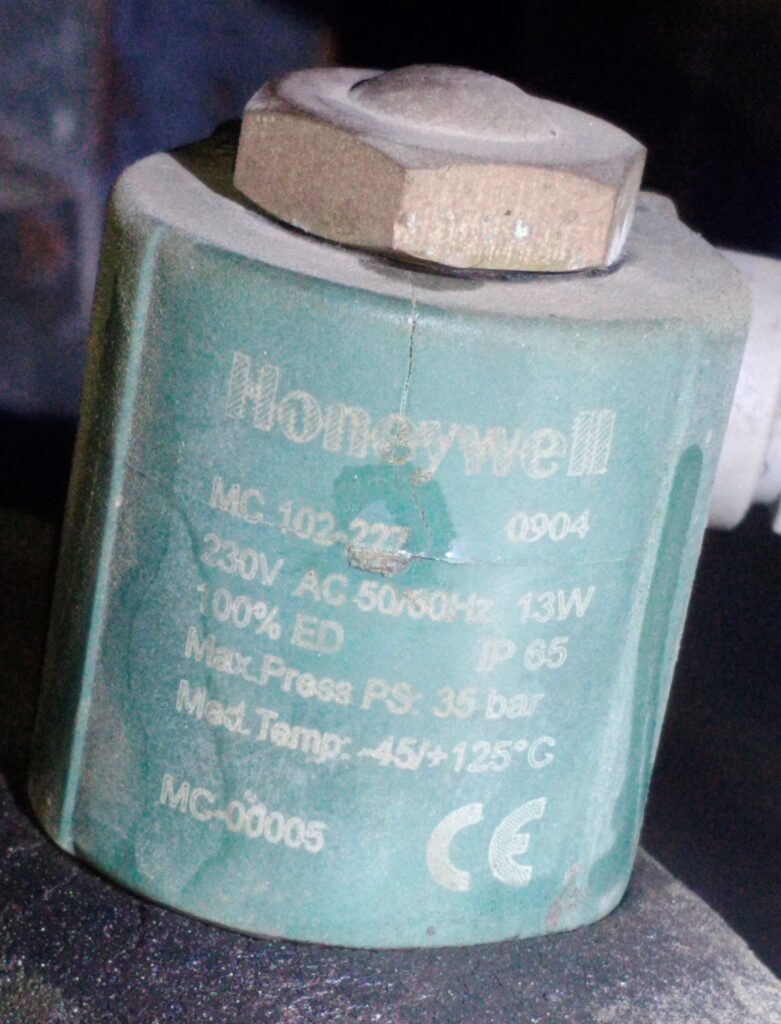 Honeywell
MC 102-227 0904
230V AC 50/60Hz 13W
100% ED IP 65
Max.Press PS: 35 bar
Med.Temp: -45/+125°C
MC-00005 CE